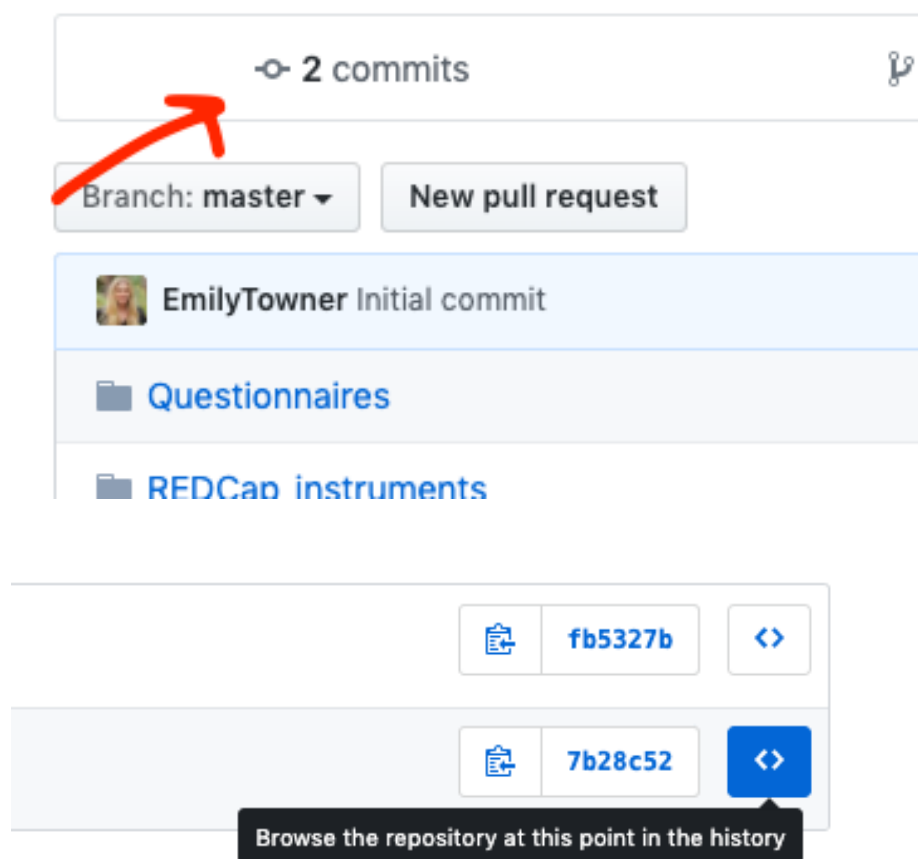 2 commits
Branch: master
New pull request
EmilyTowner Initial commit
Questionnaires
REDCap_instruments
fb5327b
7b28c52
Browse the repository at this point in the history